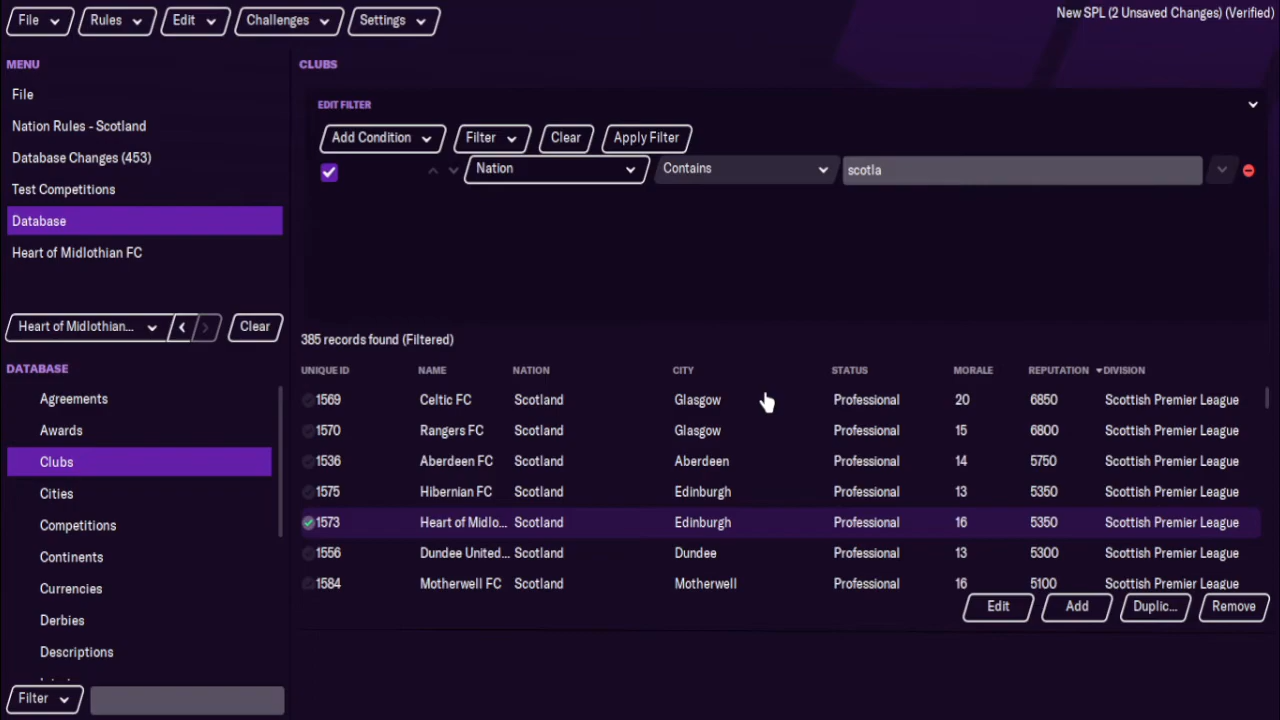 File Rules Edit Challenges Settings
New SPL (2 Unsaved Changes) (Verified)
MENU
File
Nation Rules - Scotland
Database Changes (453)
Test Competitions
Database
Heart of Midlothian FC
Heart of Midlothian... Clear
DATABASE
Agreements
Awards
Clubs
Cities
Competitions
Continents
Currencies
Derbies
Descriptions
Filter
CLUBS
EDIT FILTER
Add Condition Filter Clear Apply Filter
Nation Contains scotla
385 records found (Filtered)
UNIQUE ID NAME NATION CITY STATUS MORALE REPUTATION DIVISION
1569 Celtic FC Scotland Glasgow Professional 20 6850 Scottish Premier League
1570 Rangers FC Scotland Glasgow Professional 15 6800 Scottish Premier League
1536 Aberdeen FC Scotland Aberdeen Professional 14 5750 Scottish Premier League
1575 Hibernian FC Scotland Edinburgh Professional 13 5350 Scottish Premier League
1573 Heart of Midlo... Scotland Edinburgh Professional 16 5350 Scottish Premier League
1556 Dundee United... Scotland Dundee Professional 13 5300 Scottish Premier League
1584 Motherwell FC Scotland Motherwell Professional 16 5100 Scottish Premier League
Edit Add Duplic... Remove